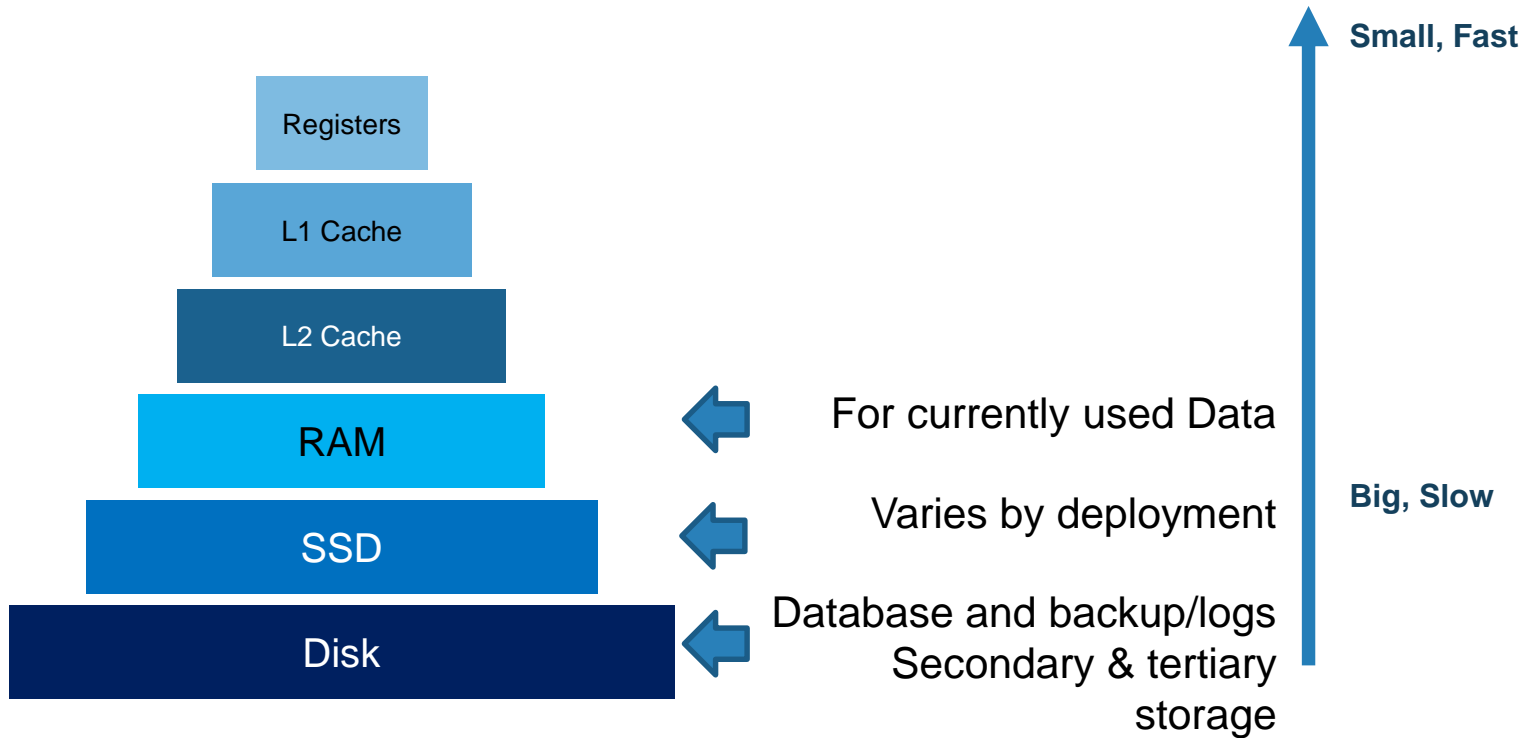 Small, Fast
Registers
L1 Cache
L2 Cache
RAM
For currently used Data
Big, Slow
SSD
Varies by deployment
Disk
Database and backup/logs
Secondary & tertiary
storage